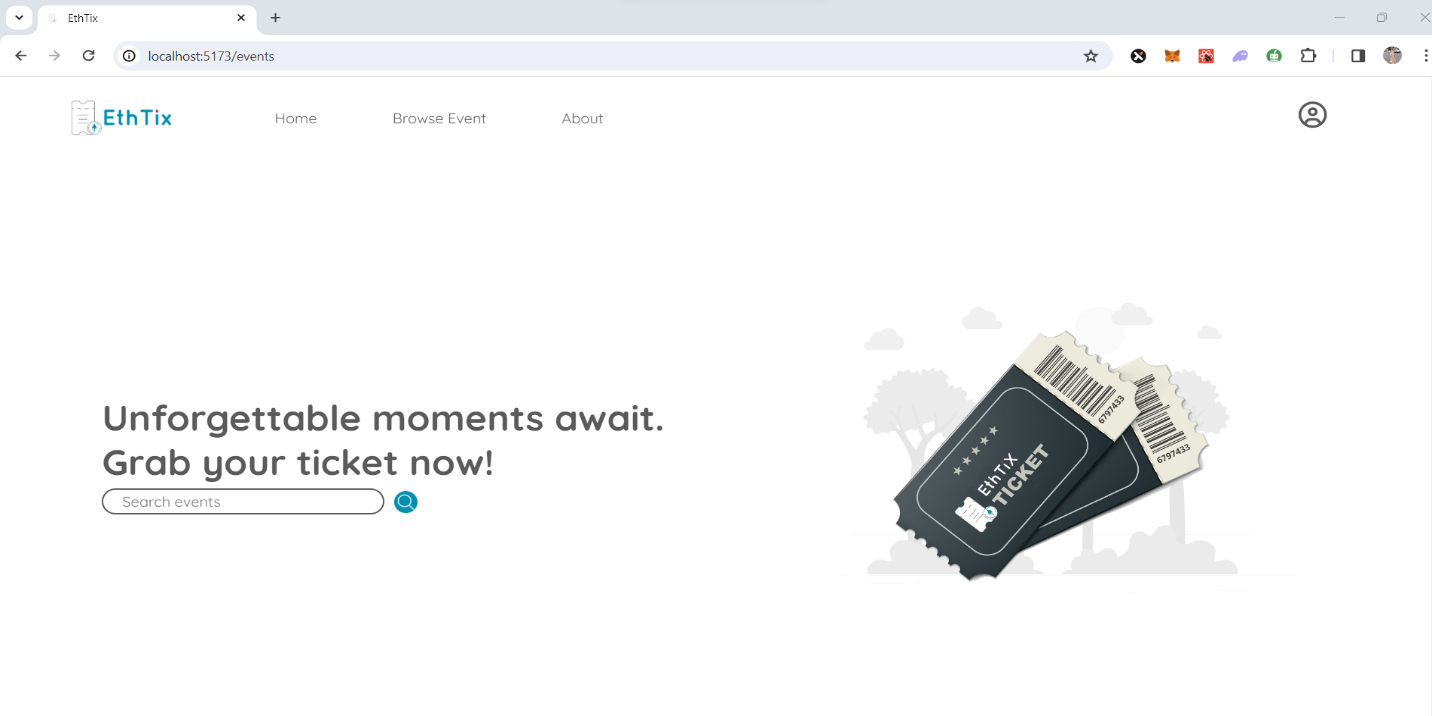 EthTix
localhost:5173/events
EthTix
Home
Browse Event
About
Unforgettable moments await.
Grab your ticket now!
Search events
6797433
6797433
EthTiX
TICKET